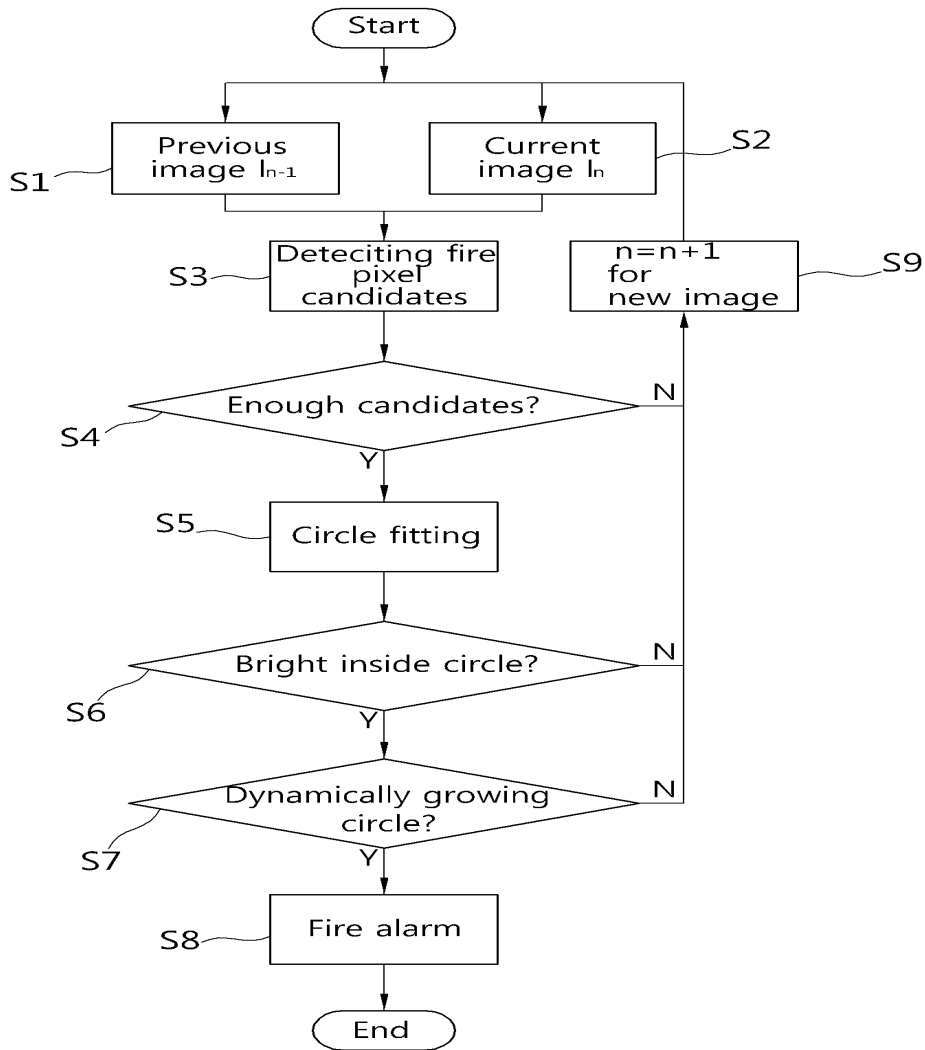 Start
Previous
image In-1
S1
Current
image In
S2
Deteciting fire
pixel
candidates
S3
n=n+1
for
new image
S9
Enough candidates?
N
S4
Y
Circle fitting
S5
Bright inside circle?
N
S6
Y
Dynamically growing
circle?
N
S7
Y
Fire alarm
S8
End